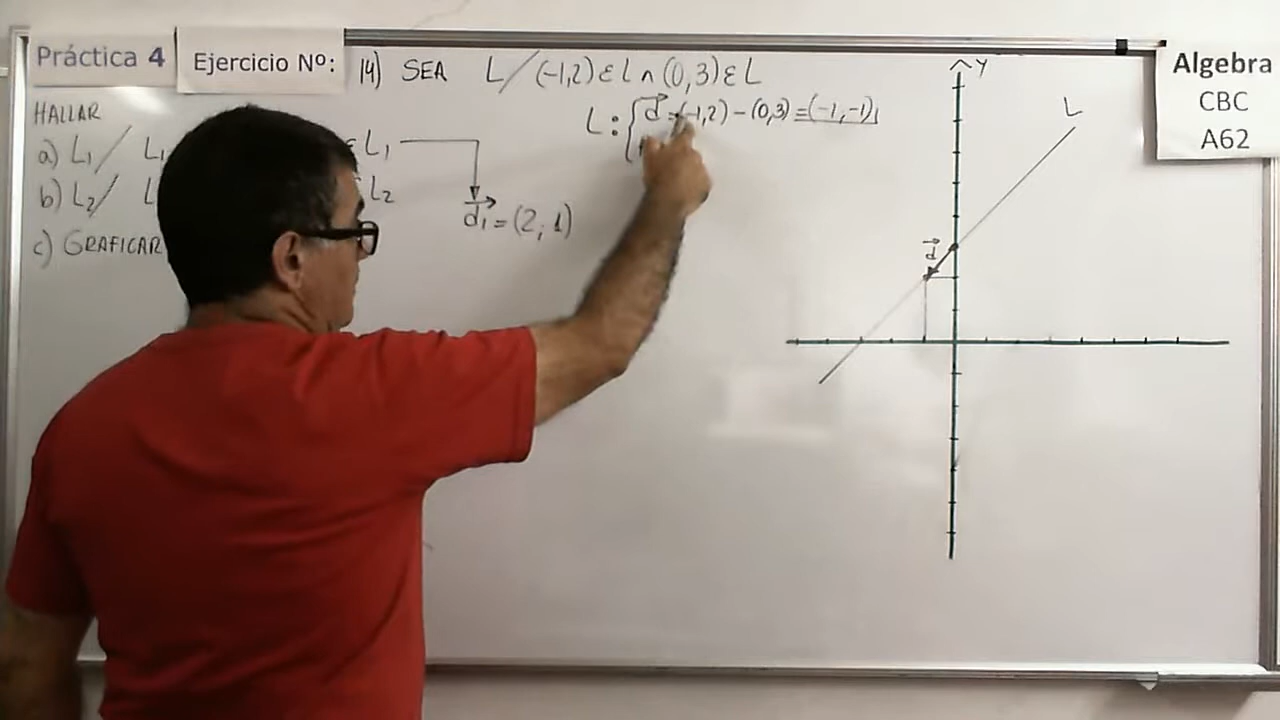 Práctica 4
Ejercicio Nº:
14) SEA L / (-1,2) ε L ∧ (0,3) ε L
Algebra
CBC
A62
HALLAR
a) L₁ / L₁ L₁
b) L₂ / L L₂
c) GRAFICAR
d₁ = (2, 1)
L: { d = (-1,2) - (0,3) = (-1,-1)
Y
L
d